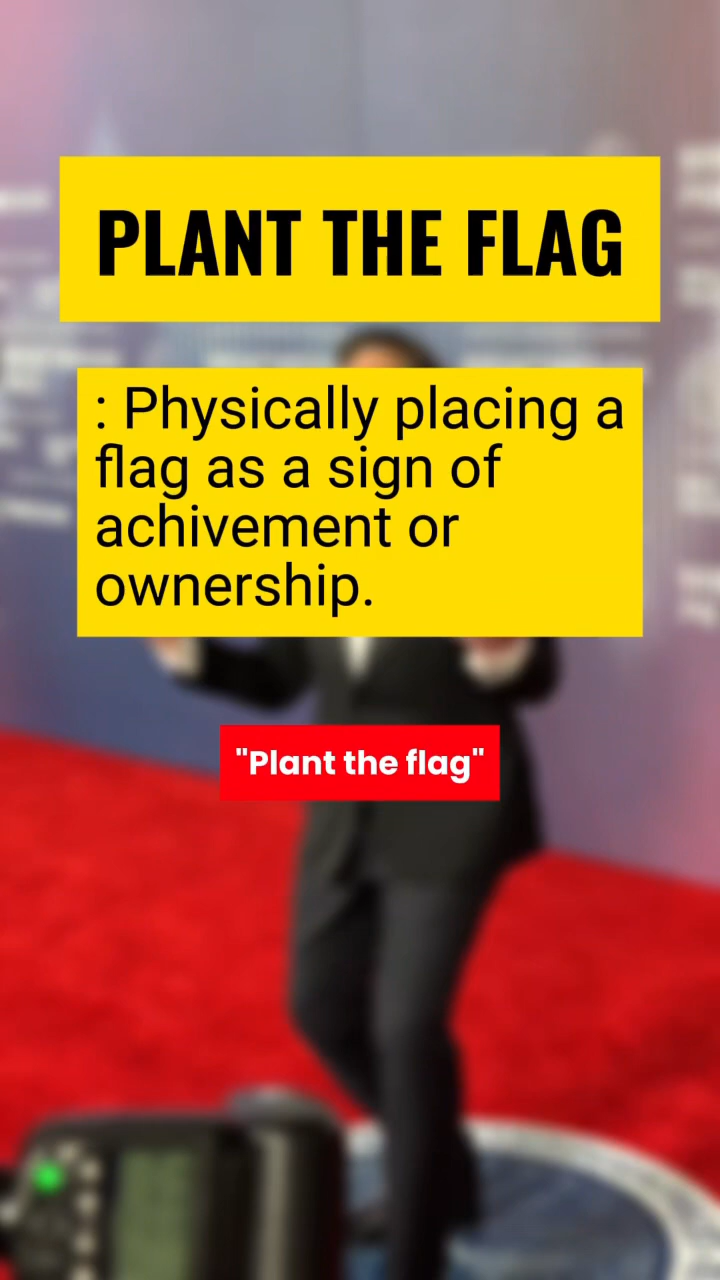 PLANT THE FLAG
: Physically placing a
flag as a sign of
achivement or
ownership.
"Plant the flag"